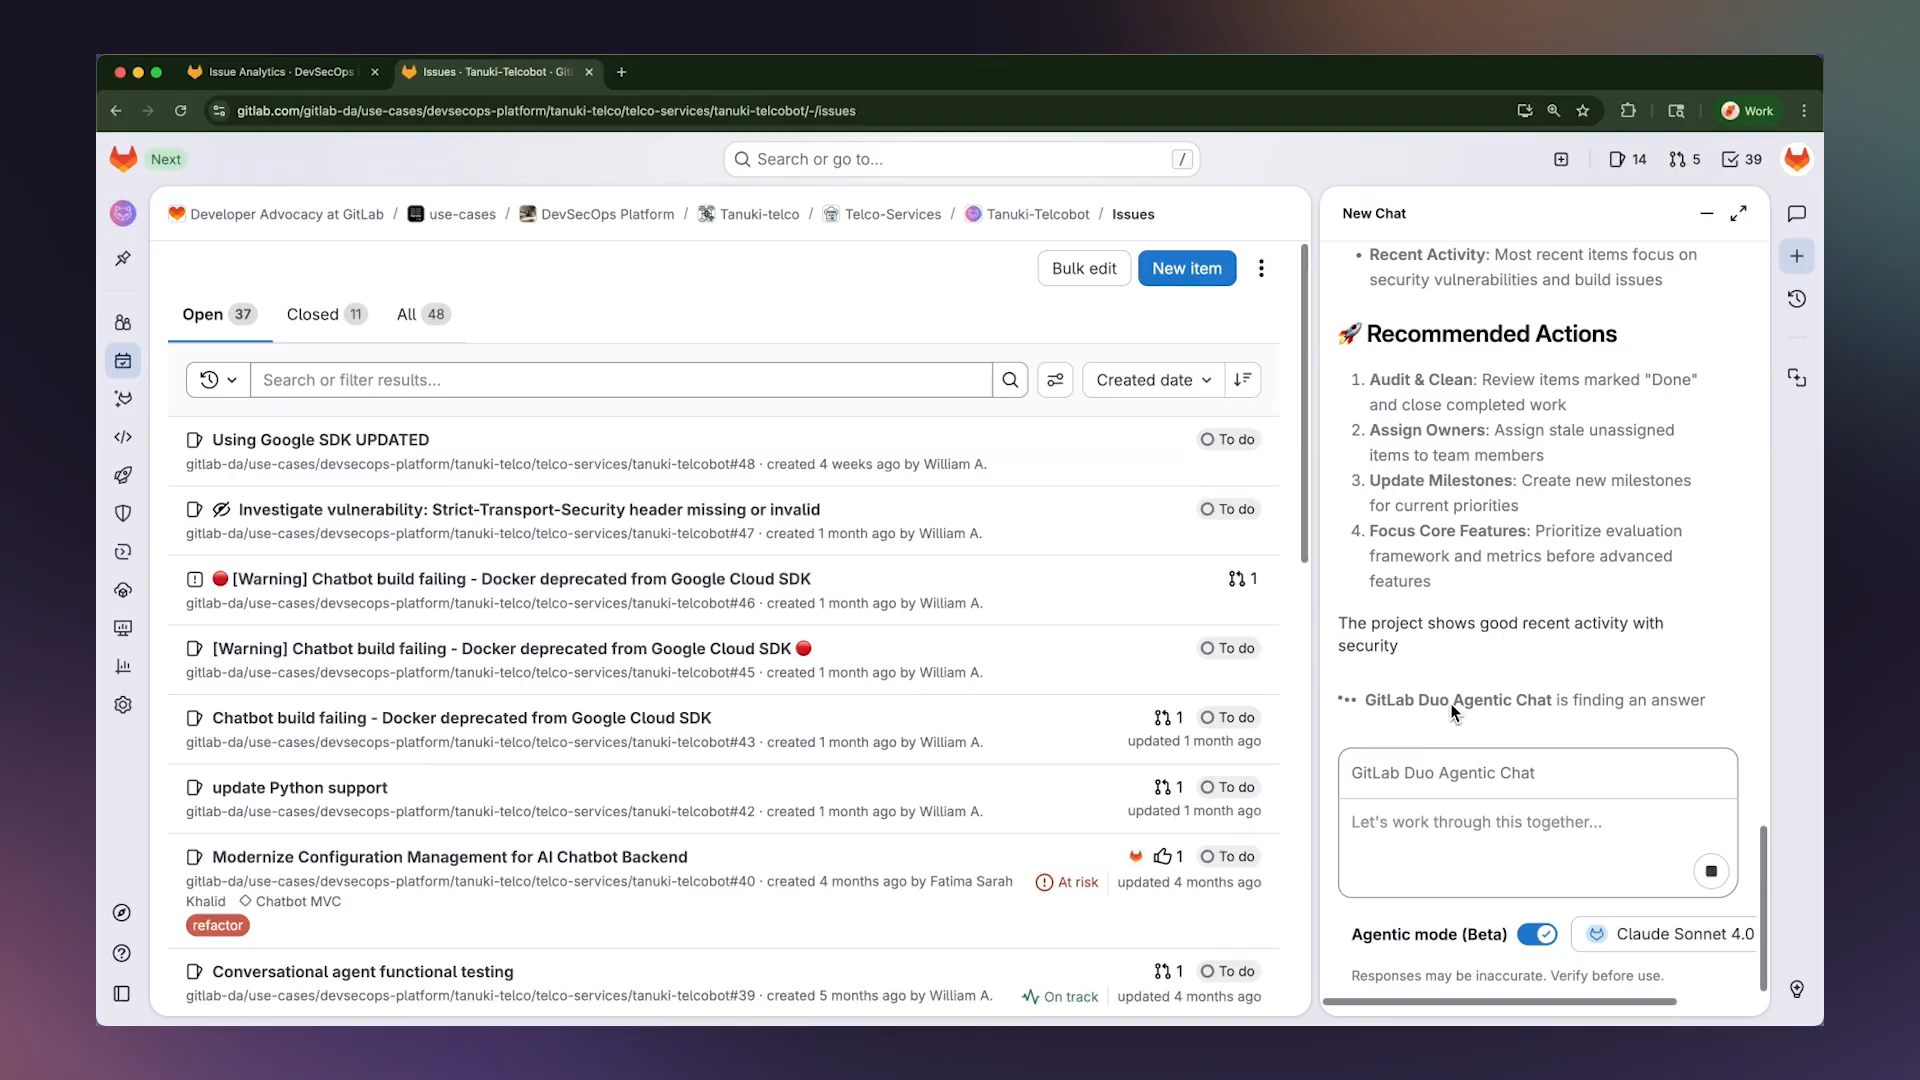 Issue Analytics · DevSecOps
Issues · Tanuki-Telcobot · Git
gitlab.com/gitlab-da/use-cases/devsecops-platform/tanuki-telco/telco-services/tanuki-telcobot/-/issues
Work
Next
Search or go to...
/
14
5
39
Developer Advocacy at GitLab / use-cases / DevSecOps Platform / Tanuki-telco / Telco-Services / Tanuki-Telcobot / Issues
Bulk edit
New item
Open 37
Closed 11
All 48
Search or filter results...
Created date
Using Google SDK UPDATED
To do
gitlab-da/use-cases/devsecops-platform/tanuki-telco/telco-services/tanuki-telcobot#48 · created 4 weeks ago by William A.
Investigate vulnerability: Strict-Transport-Security header missing or invalid
To do
gitlab-da/use-cases/devsecops-platform/tanuki-telco/telco-services/tanuki-telcobot#47 · created 1 month ago by William A.
[Warning] Chatbot build failing - Docker deprecated from Google Cloud SDK
1
gitlab-da/use-cases/devsecops-platform/tanuki-telco/telco-services/tanuki-telcobot#46 · created 1 month ago by William A.
[Warning] Chatbot build failing - Docker deprecated from Google Cloud SDK
To do
gitlab-da/use-cases/devsecops-platform/tanuki-telco/telco-services/tanuki-telcobot#45 · created 1 month ago by William A.
Chatbot build failing - Docker deprecated from Google Cloud SDK
1 To do
gitlab-da/use-cases/devsecops-platform/tanuki-telco/telco-services/tanuki-telcobot#43 · created 1 month ago by William A.
updated 1 month ago
update Python support
1 To do
gitlab-da/use-cases/devsecops-platform/tanuki-telco/telco-services/tanuki-telcobot#42 · created 1 month ago by William A.
updated 1 month ago
Modernize Configuration Management for AI Chatbot Backend
1 To do
gitlab-da/use-cases/devsecops-platform/tanuki-telco/telco-services/tanuki-telcobot#40 · created 4 months ago by Fatima Sarah
Khalid Chatbot MVC
At risk
updated 4 months ago
refactor
Conversational agent functional testing
1 To do
gitlab-da/use-cases/devsecops-platform/tanuki-telco/telco-services/tanuki-telcobot#39 · created 5 months ago by William A.
On track
updated 4 months ago
New Chat
• Recent Activity: Most recent items focus on
security vulnerabilities and build issues
🚀 Recommended Actions
1. Audit & Clean: Review items marked "Done"
and close completed work
2. Assign Owners: Assign stale unassigned
items to team members
3. Update Milestones: Create new milestones
for current priorities
4. Focus Core Features: Prioritize evaluation
framework and metrics before advanced
features
The project shows good recent activity with
security
GitLab Duo Agentic Chat is finding an answer
GitLab Duo Agentic Chat
Let's work through this together...
Agentic mode (Beta)
Claude Sonnet 4.0
Responses may be inaccurate. Verify before use.